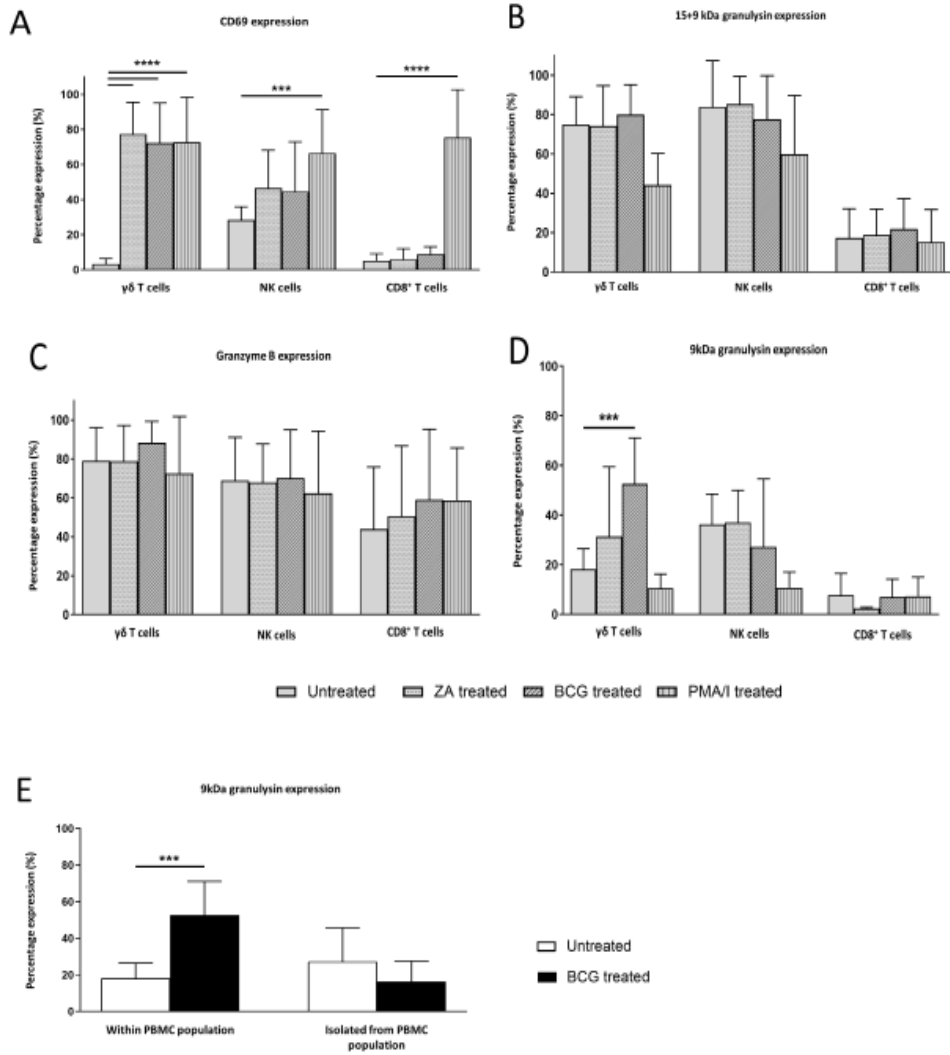 A
CD69 expression
Percentage expression (%)
100
80
60
40
20
0
****
***
****
γδ T cells
NK cells
CD8⁺ T cells
B
15+9 kDa granulysin expression
Percentage expression (%)
100
80
60
40
20
0
γδ T cells
NK cells
CD8⁺ T cells
C
Granzyme B expression
Percentage expression (%)
100
80
60
40
20
0
γδ T cells
NK cells
CD8⁺ T cells
D
9kDa granulysin expression
Percentage expression (%)
100
80
60
40
20
0
***
γδ T cells
NK cells
CD8⁺ T cells
Untreated ZA treated BCG treated PMA/I treated
E
9kDa granulysin expression
Percentage expression (%)
100
80
60
40
20
0
***
Within PBMC population
Isolated from PBMC
population
Untreated
BCG treated